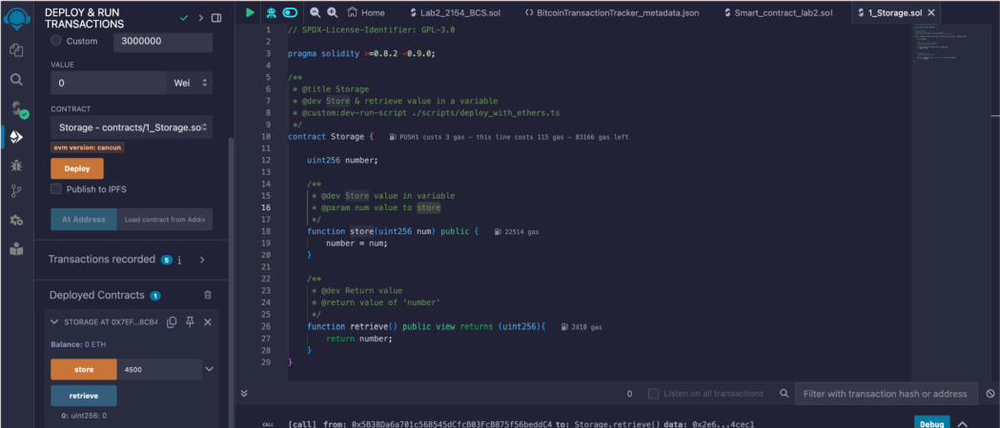 DEPLOY & RUN
TRANSACTIONS
Custom 3000000
VALUE
0 Wei
CONTRACT
Storage - contracts/1_Storage.so
evm version: cancun
Deploy
Publish to IPFS
At Address Load contract from Addre
Transactions recorded 5 i
Deployed Contracts 1
STORAGE AT 0X7EF...8CB4
Balance: 0 ETH
store 4500
retrieve
0: uint256: 0
Home Lab2_2154_BCS.sol BitcoinTransactionTracker_metadata.json Smart_contract_lab2.sol 1_Storage.sol
1 // SPDX-License-Identifier: GPL-3.0
2
3 pragma solidity >=0.8.2 <0.9.0;
4
5 /**
6 * @title Storage
7 * @dev Store & retrieve value in a variable
8 * @custom:dev-run-script ./scripts/deploy_with_ethers.ts
9 */
10 contract Storage { PUSH1 costs 3 gas - this line costs 115 gas - 83166 gas left
11
12 uint256 number;
13
14 /**
15 * @dev Store value in variable
16 * @param num value to store
17 */
18 function store(uint256 num) public { 22514 gas
19 number = num;
20 }
21
22 /**
23 * @dev Return value
24 * @return value of 'number'
25 */
26 function retrieve() public view returns (uint256){ 2410 gas
27 return number;
28 }
29 }
0 Listen on all transactions Filter with transaction hash or address
CALL [call] from: 0x5B38Da6a701c568545dCfcB03FcB875f56beddC4 to: Storage.retrieve() data: 0x2e6...4cec1 Debug